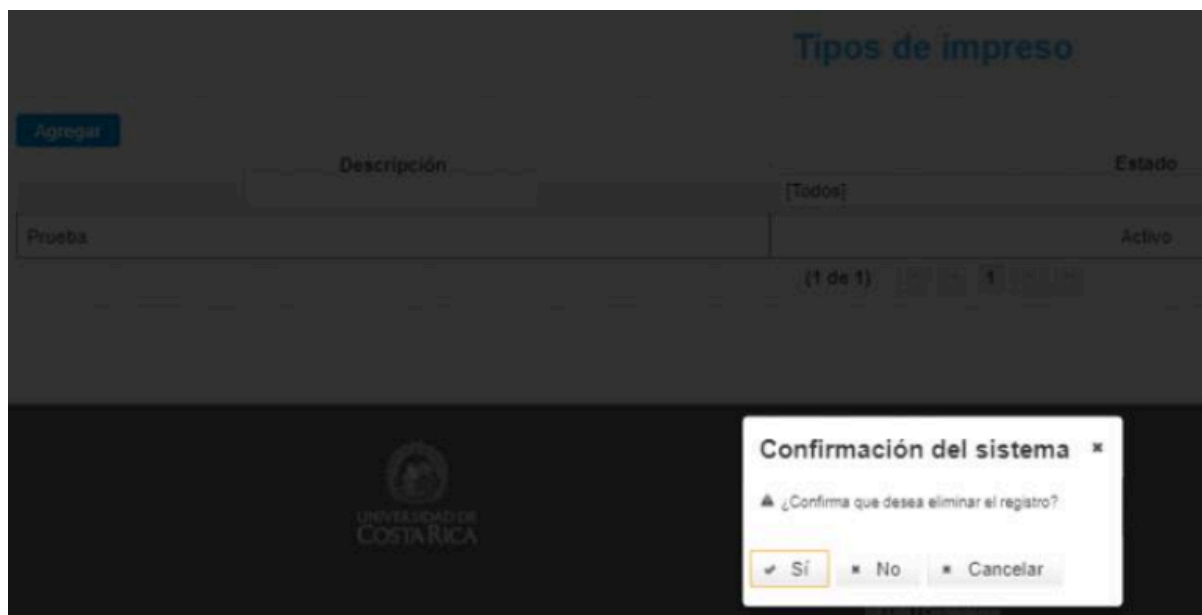 Tipos de impreso
Agregar
Descripción
Estado
[Todos]
Prueba
Activo
(1 de 1) 1
UNIVERSIDAD DE
COSTA RICA
Confirmación del sistema
¿Confirma que desea eliminar el registro?
Sí No Cancelar